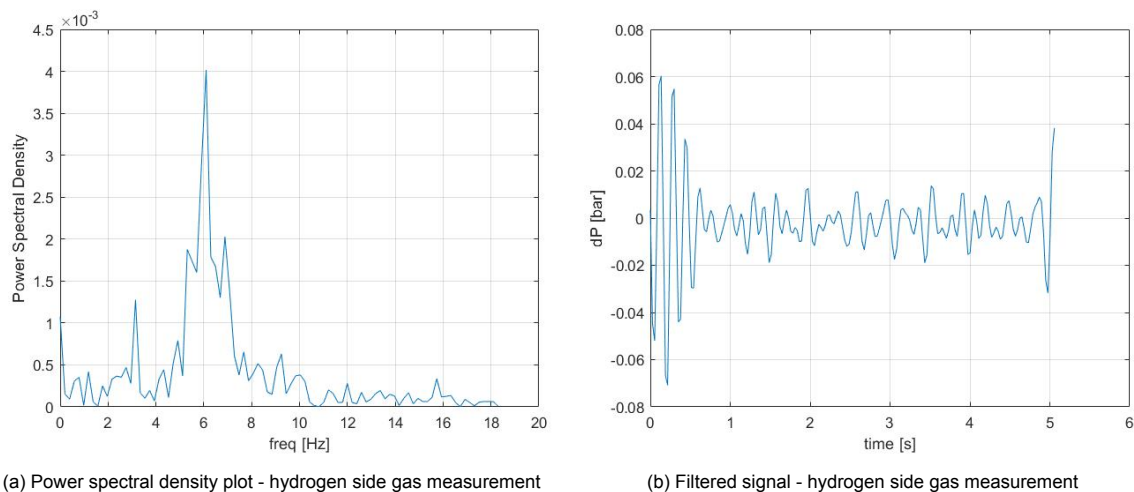 ×10⁻³
4.5
4
3.5
3
2.5
2
1.5
1
0.5
0
Power Spectral Density
0 2 4 6 8 10 12 14 16 18 20
freq [Hz]
(a) Power spectral density plot - hydrogen side gas measurement
0.08
0.06
0.04
0.02
0
-0.02
-0.04
-0.06
-0.08
dP [bar]
0 1 2 3 4 5 6
time [s]
(b) Filtered signal - hydrogen side gas measurement